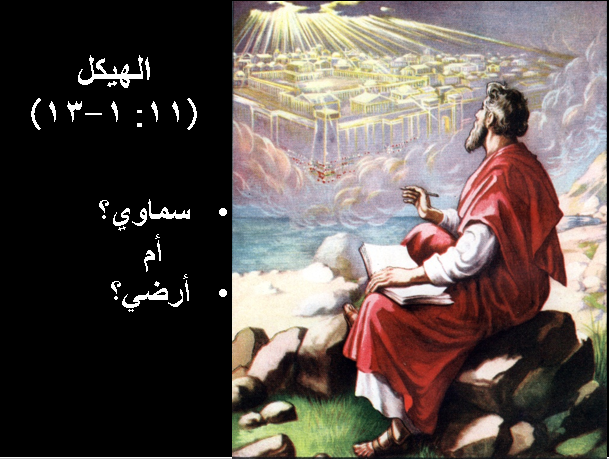 الهيكل
(١١: ١-١٣)
• سماوي؟
أم
• أرضي؟